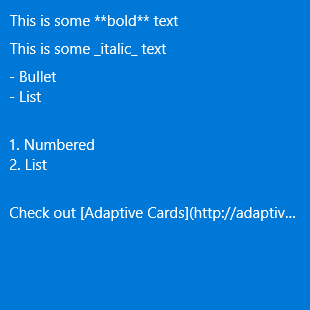 This is some **bold** text
This is some _italic_ text
- Bullet
- List
1. Numbered
2. List
Check out [Adaptive Cards](http://adaptiv...